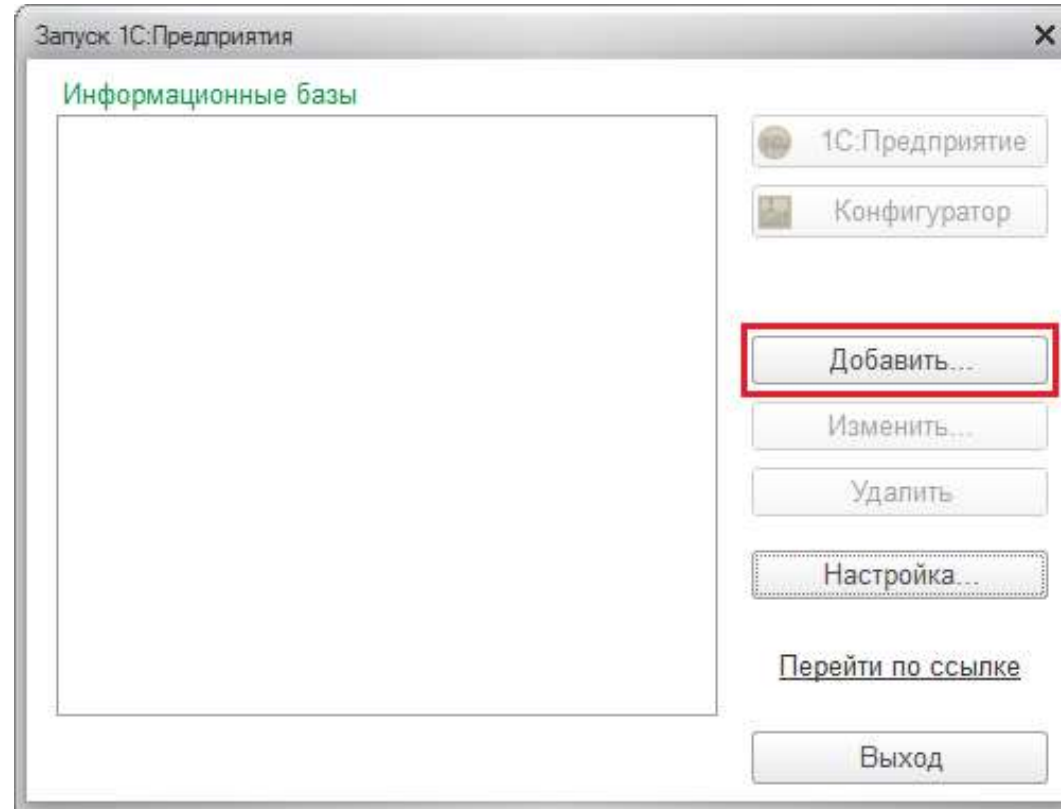 Запуск 1С:Предприятия
Информационные базы
1С:Предприятие
Конфигуратор
Добавить...
Изменить...
Удалить
Настройка...
Перейти по ссылке
Выход